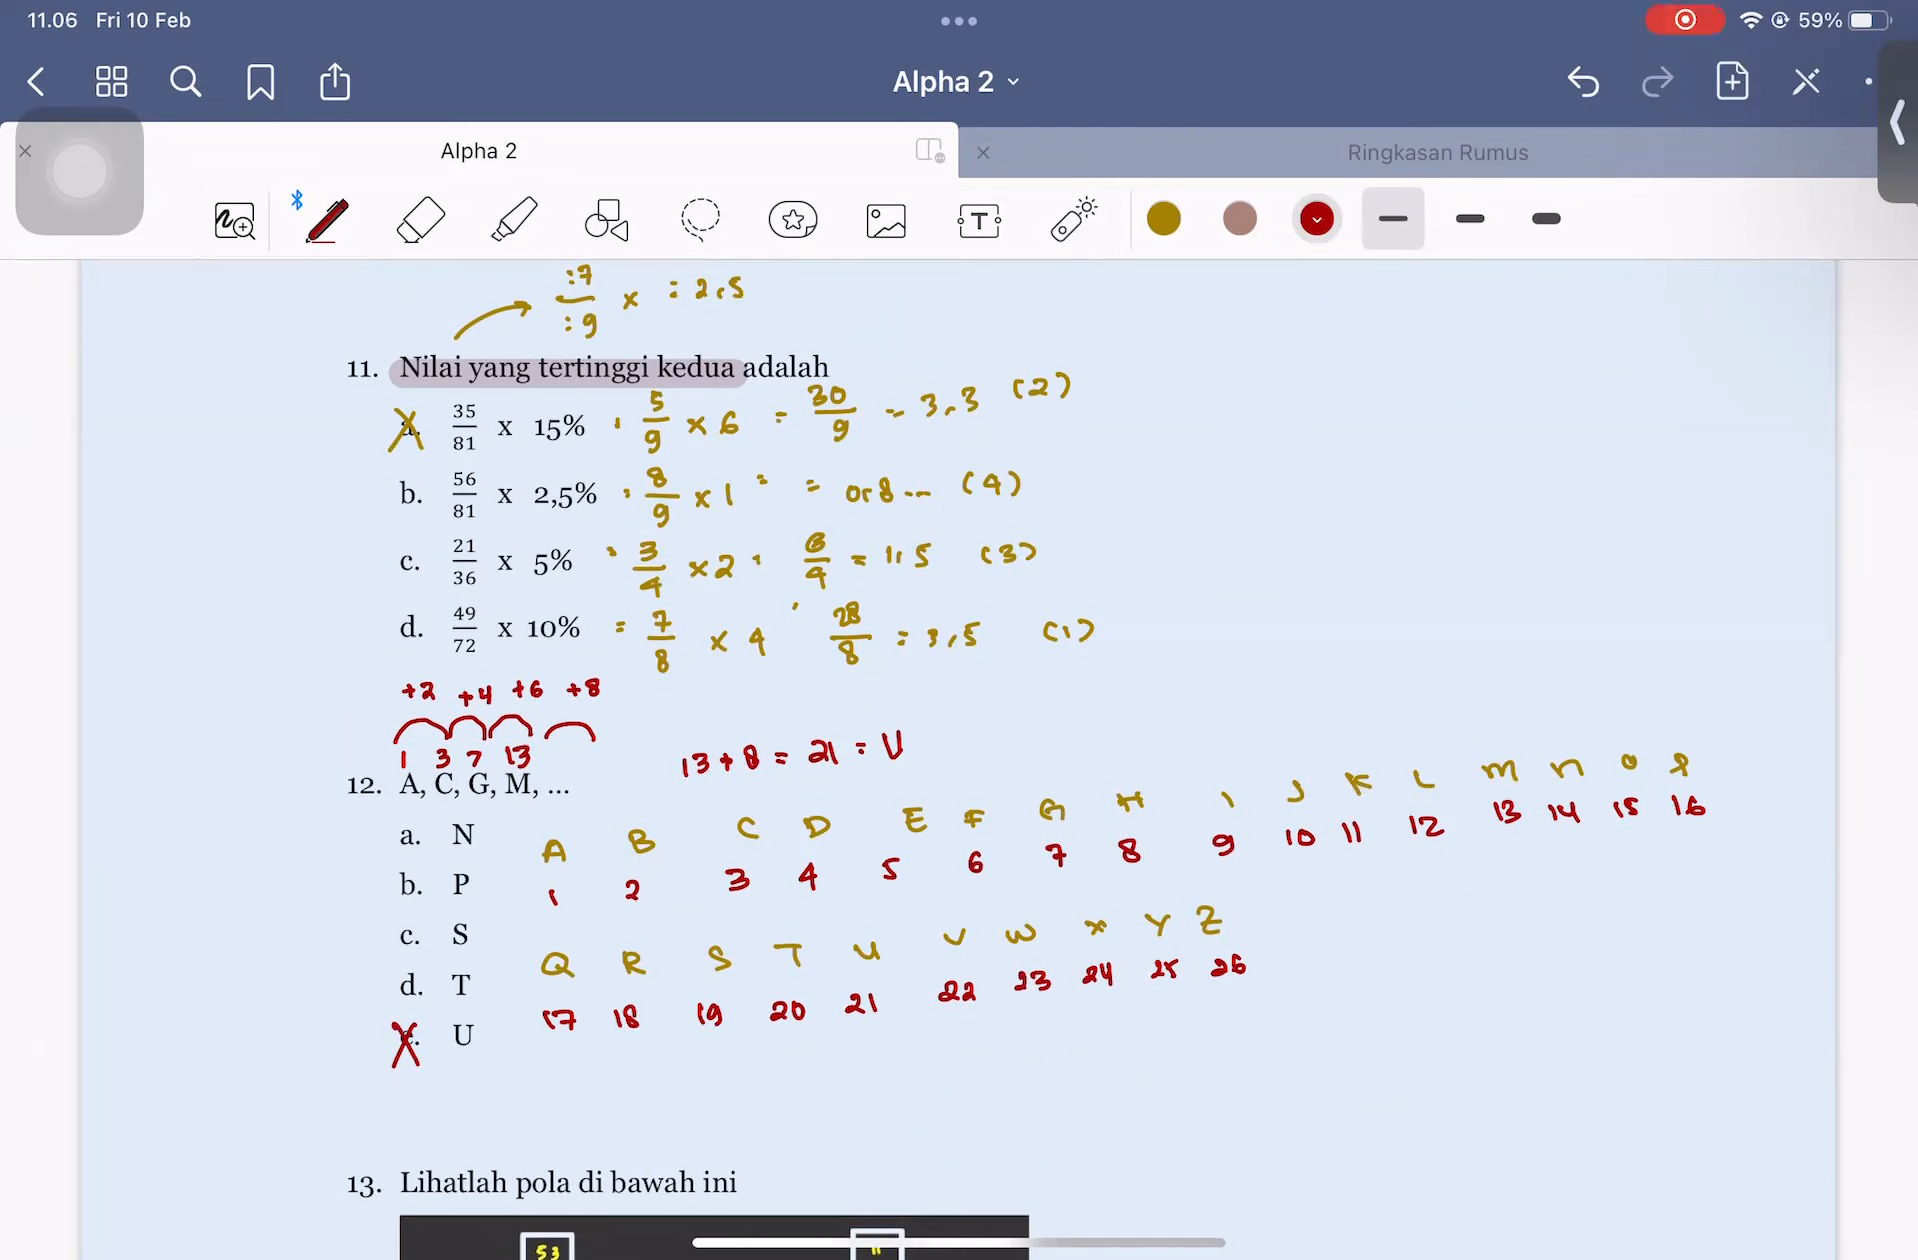 11.06 Fri 10 Feb 59%
Alpha 2
Alpha 2 Ringkasan Rumus
T
:7
:9 x = 2,5
11. Nilai yang tertinggi kedua adalah
a. 35/81 x 15% = 5/9 x 6 = 30/9 = 3,3 (2)
b. 56/81 x 2,5% = 8/9 x 1 = = 0,8... (4)
c. 21/36 x 5% = 3/4 x 2 = 6/4 = 1,5 (3)
d. 49/72 x 10% = 7/8 x 4 = 28/8 = 3,5 (1)
+2 +4 +6 +8
1 3 7 13 13 + 8 = 21 = U
12. A, C, G, M, ...
a. N
b. P
c. S
d. T
e. U
A B C D E F G H I J K L M N O P
1 2 3 4 5 6 7 8 9 10 11 12 13 14 15 16
Q R S T U V W X Y Z
17 18 19 20 21 22 23 24 25 26
13. Lihatlah pola di bawah ini
53 11